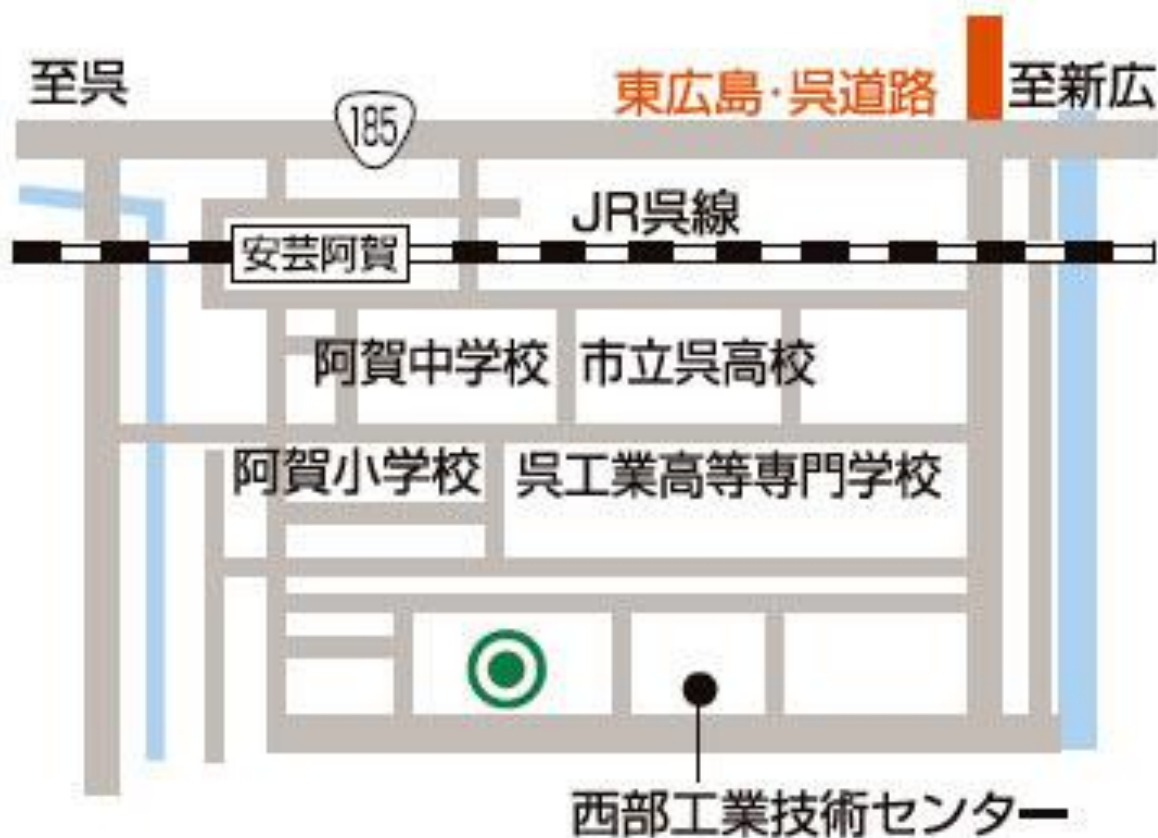 至呉
185
東広島・呉道路
至新広
JR呉線
安芸阿賀
阿賀中学校
市立呉高校
阿賀小学校
呉工業高等専門学校
西部工業技術センター